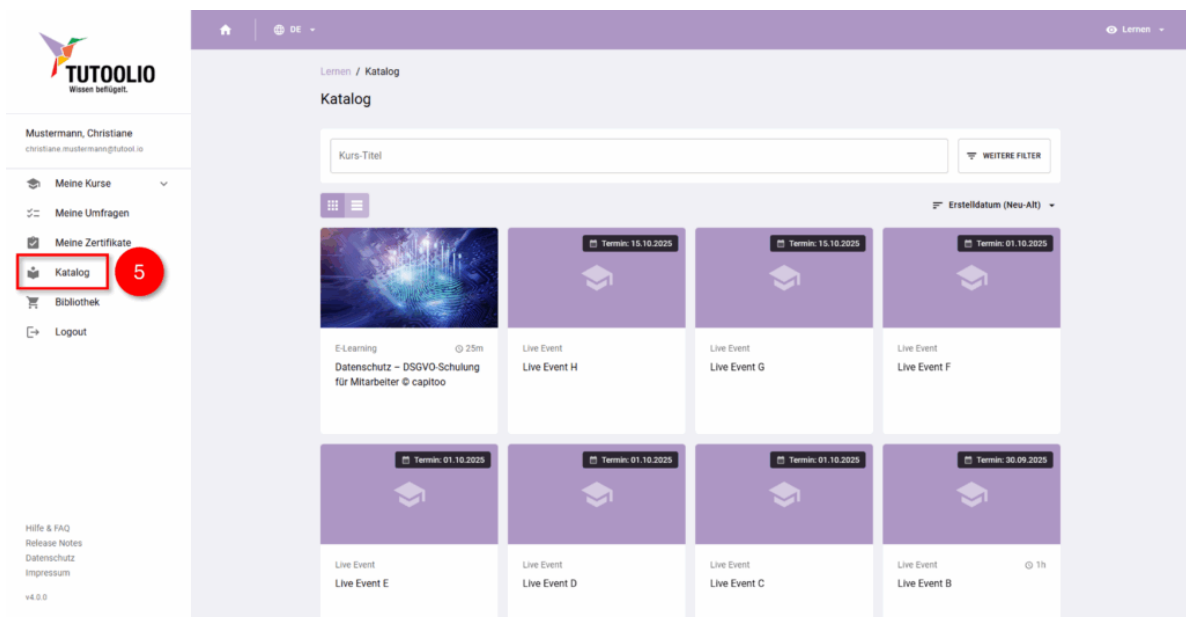 TUTOOLIO
Wissen beflügelt.
Mustermann, Christiane
christiane.mustermann@tutool.io
Meine Kurse
Meine Umfragen
Meine Zertifikate
Katalog
5
Bibliothek
Logout
Hilfe & FAQ
Release Notes
Datenschutz
Impressum
v4.0.0
DE
Lernen
Lernen / Katalog
Katalog
Kurs-Titel
WEITERE FILTER
Erstelldatum (Neu-Alt)
E-Learning 25m
Datenschutz – DSGVO-Schulung
für Mitarbeiter © capitoo
Termin: 15.10.2025
Live Event
Live Event H
Termin: 15.10.2025
Live Event
Live Event G
Termin: 01.10.2025
Live Event
Live Event F
Termin: 01.10.2025
Live Event
Live Event E
Termin: 01.10.2025
Live Event
Live Event D
Termin: 01.10.2025
Live Event
Live Event C
Termin: 30.09.2025
Live Event 1h
Live Event B